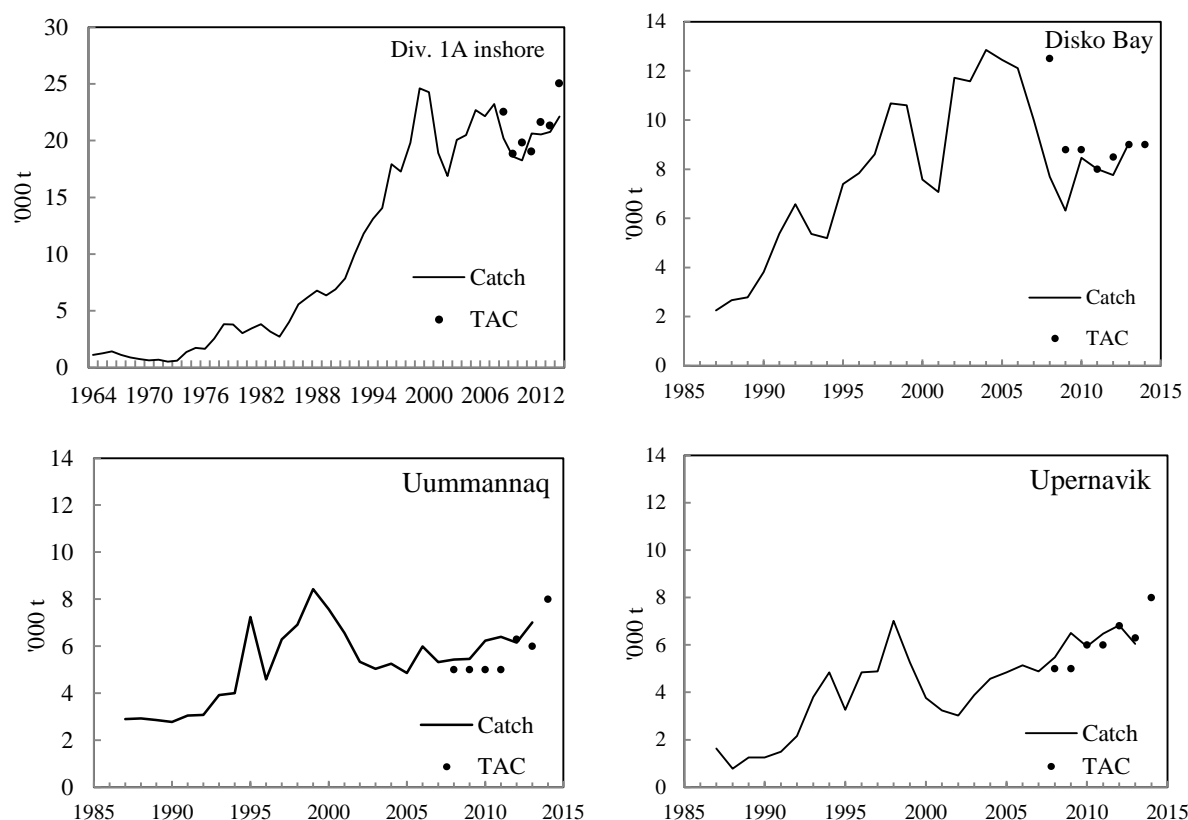 Div. 1A inshore
30
25
20
15
10
5
0
'000 t
Catch
TAC
1964 1970 1976 1982 1988 1994 2000 2006 2012
Disko Bay
14
12
10
8
6
4
2
0
'000 t
Catch
TAC
1985 1990 1995 2000 2005 2010 2015
Uummannaq
14
12
10
8
6
4
2
0
'000 t
Catch
TAC
1985 1990 1995 2000 2005 2010 2015
Upernavik
14
12
10
8
6
4
2
0
'000 t
Catch
TAC
1985 1990 1995 2000 2005 2010 2015